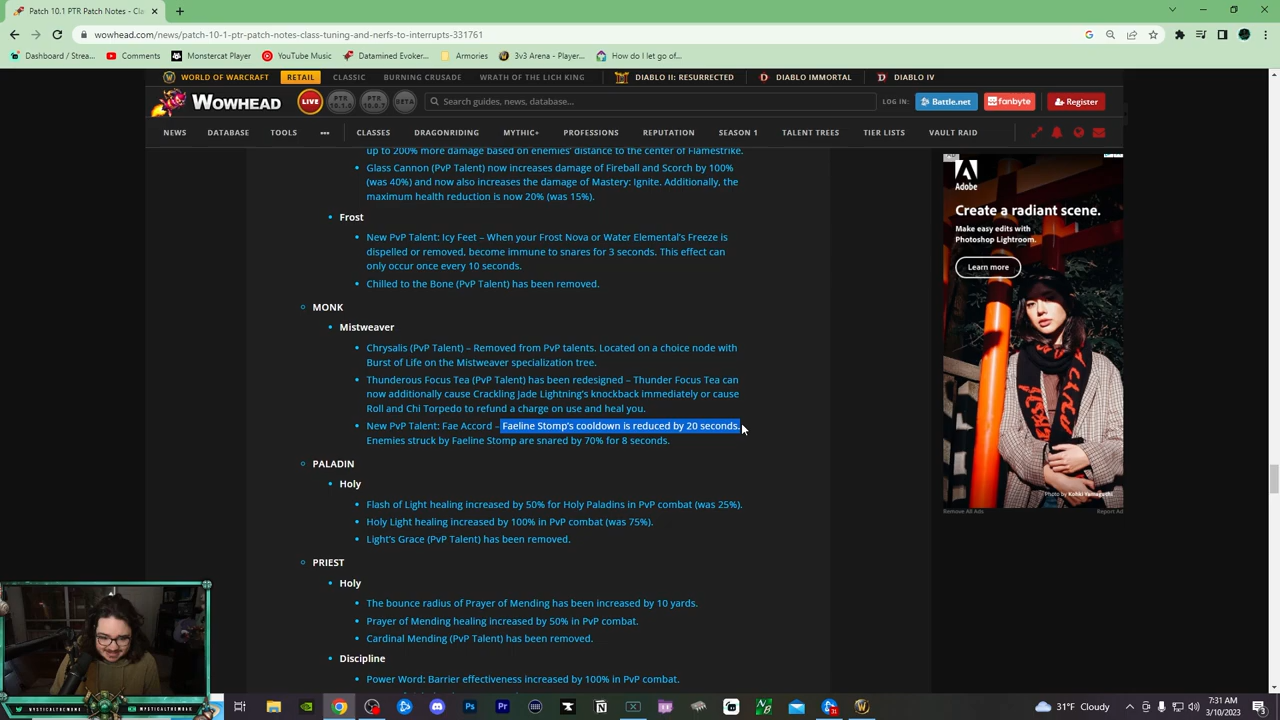 Patch 10.1 PTR Patch Notes - Clas
wowhead.com/news/patch-10-1-ptr-patch-notes-class-tuning-and-nerfs-to-interrupts-331761
Dashboard / Strea...
Comments
Monstercat Player
YouTube Music
Datamined Evoker...
Armories
3v3 Arena - Player...
How do I let go of...
WORLD OF WARCRAFT
RETAIL
CLASSIC
BURNING CRUSADE
WRATH OF THE LICH KING
DIABLO II: RESURRECTED
DIABLO IMMORTAL
DIABLO IV
WOWHEAD
LIVE
PTR
PTR
BETA
Search guides, news, database...
LOG IN:
Battle.net
fanbyte
Register
NEWS
DATABASE
TOOLS
•••
CLASSES
DRAGONRIDING
MYTHIC+
PROFESSIONS
REPUTATION
SEASON 1
TALENT TREES
TIER LISTS
VAULT RAID
up to 200% more damage based on enemies' distance to the center of Flamestrike.
Glass Cannon (PvP Talent) now increases damage of Fireball and Scorch by 100%
(was 40%) and now also increases the damage of Mastery: Ignite. Additionally, the
maximum health reduction is now 20% (was 15%).
Frost
New PvP Talent: Icy Feet – When your Frost Nova or Water Elemental's Freeze is
dispelled or removed, become immune to snares for 3 seconds. This effect can
only occur once every 10 seconds.
Chilled to the Bone (PvP Talent) has been removed.
MONK
Mistweaver
Chrysalis (PvP Talent) – Removed from PvP talents. Located on a choice node with
Burst of Life on the Mistweaver specialization tree.
Thunderous Focus Tea (PvP Talent) has been redesigned – Thunder Focus Tea can
now additionally cause Crackling Jade Lightning's knockback immediately or cause
Roll and Chi Torpedo to refund a charge on use and heal you.
New PvP Talent: Fae Accord – Faeline Stomp's cooldown is reduced by 20 seconds.
Enemies struck by Faeline Stomp are snared by 70% for 8 seconds.
PALADIN
Holy
Flash of Light healing increased by 50% for Holy Paladins in PvP combat (was 25%).
Holy Light healing increased by 100% in PvP combat (was 75%).
Light's Grace (PvP Talent) has been removed.
PRIEST
Holy
The bounce radius of Prayer of Mending has been increased by 10 yards.
Prayer of Mending healing increased by 50% in PvP combat.
Cardinal Mending (PvP Talent) has been removed.
Discipline
Power Word: Barrier effectiveness increased by 100% in PvP combat.
Adobe
Create a radiant scene.
Make easy edits with
Photoshop Lightroom.
Learn more
Photo by Kohki Yamaguchi
Remove All Ads
Report Ad
MYSTICALTHEMONK
MYSTICALTHEMONK
31°F Cloudy
7:31 AM
3/10/2023